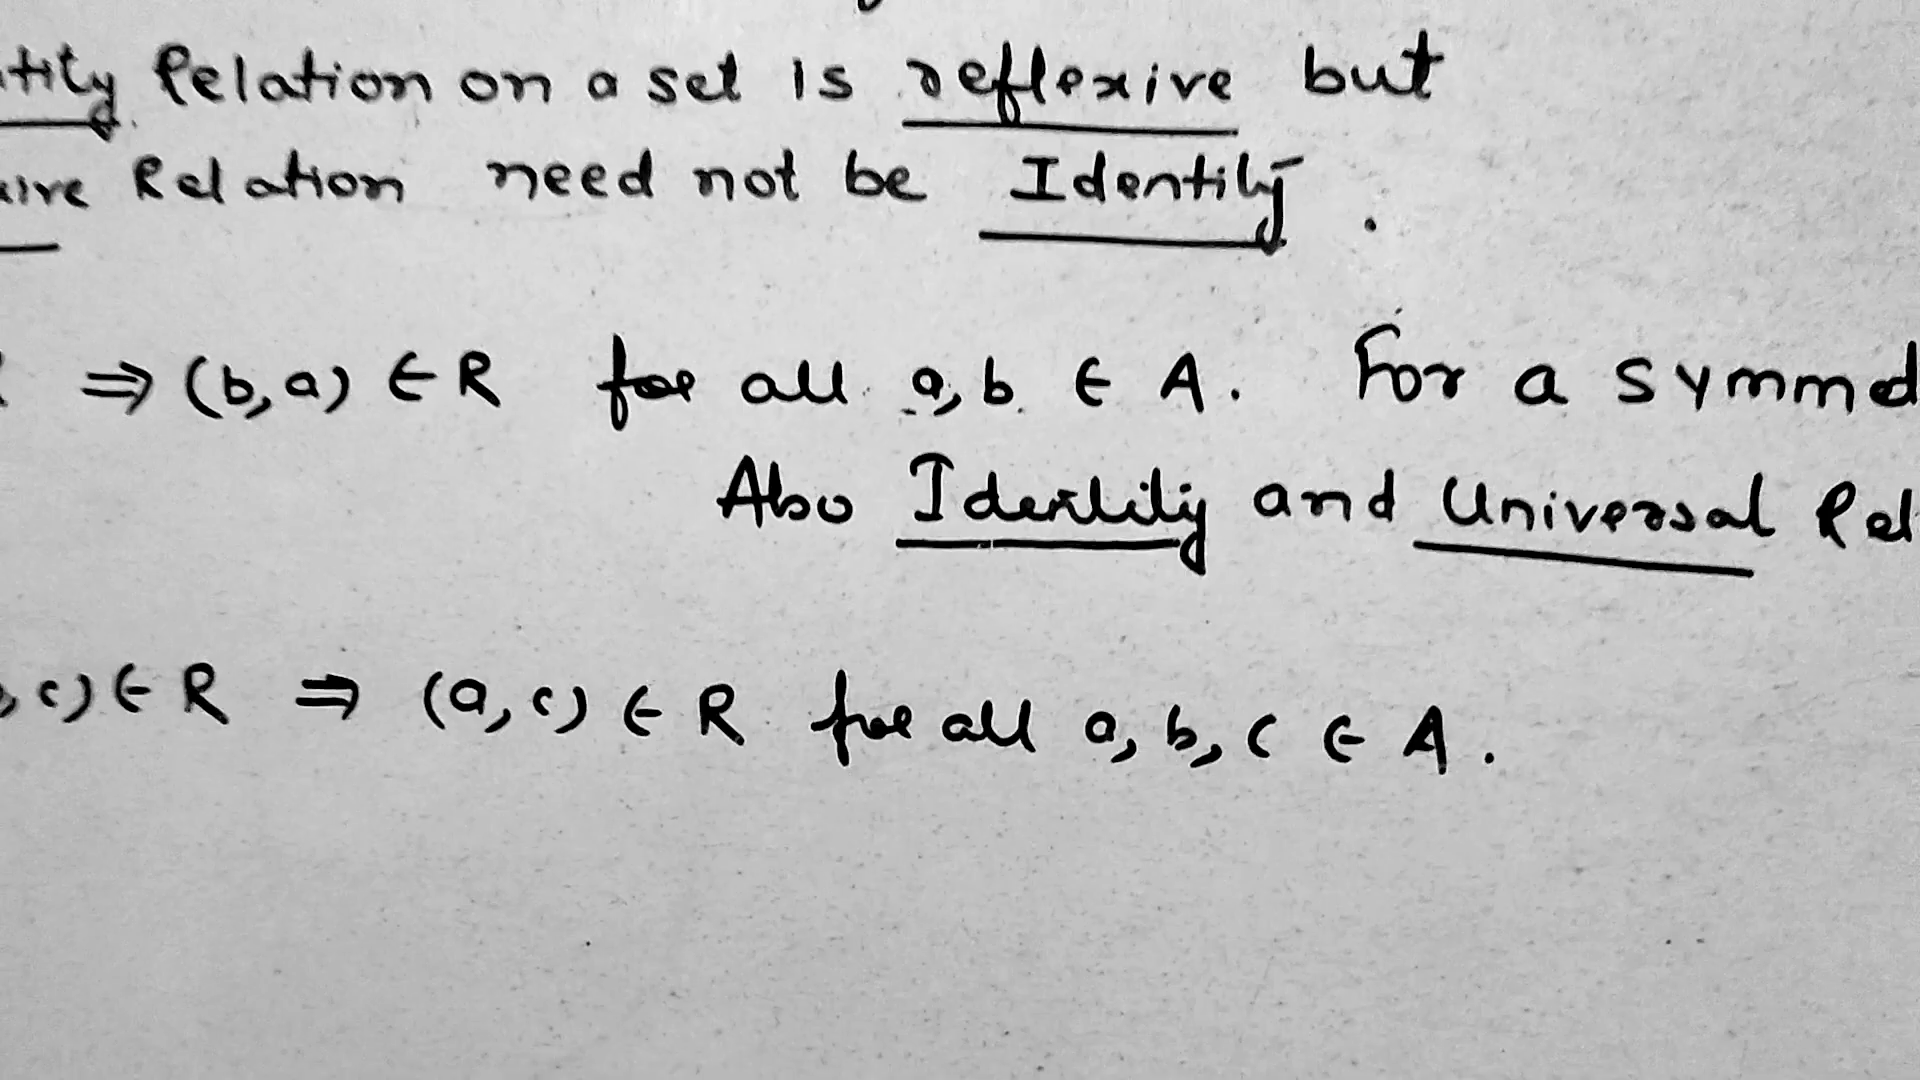 tity Relation on a set is reflexive but
xive Relation need not be Identity.
⇒ (b,a) ∈ R for all a,b ∈ A. For a symmet
Also Identity and Universal Rel
,c) ∈ R ⇒ (a,c) ∈ R for all a,b,c ∈ A.